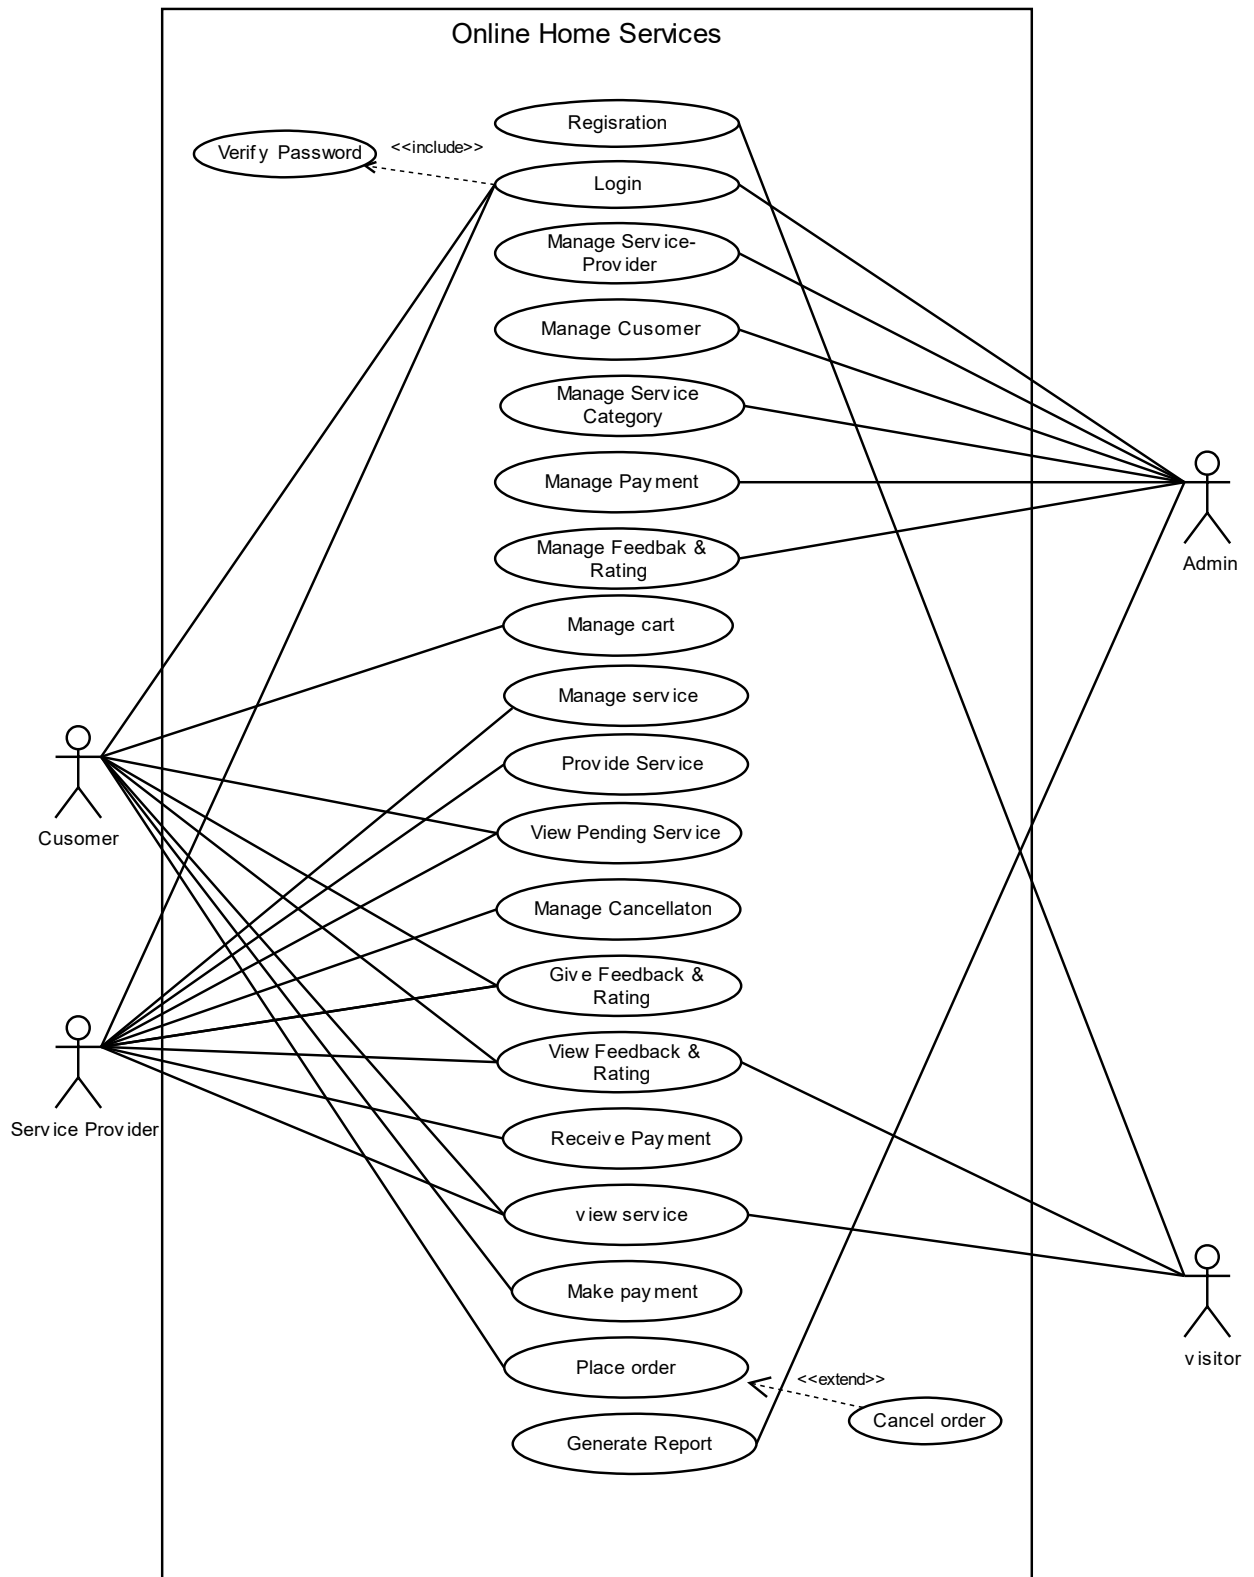 Online Home Services
Regisration
Verify Password
<<include>>
Login
Manage Service-
Provider
Manage Cusomer
Manage Service
Category
Manage Payment
Admin
Manage Feedbak &
Rating
Manage cart
Manage service
Provide Service
Cusomer
View Pending Service
Manage Cancellaton
Give Feedback &
Rating
View Feedback &
Rating
Service Provider
Receive Payment
view service
Make payment
visitor
Place order
<<extend>>
Cancel order
Generate Report